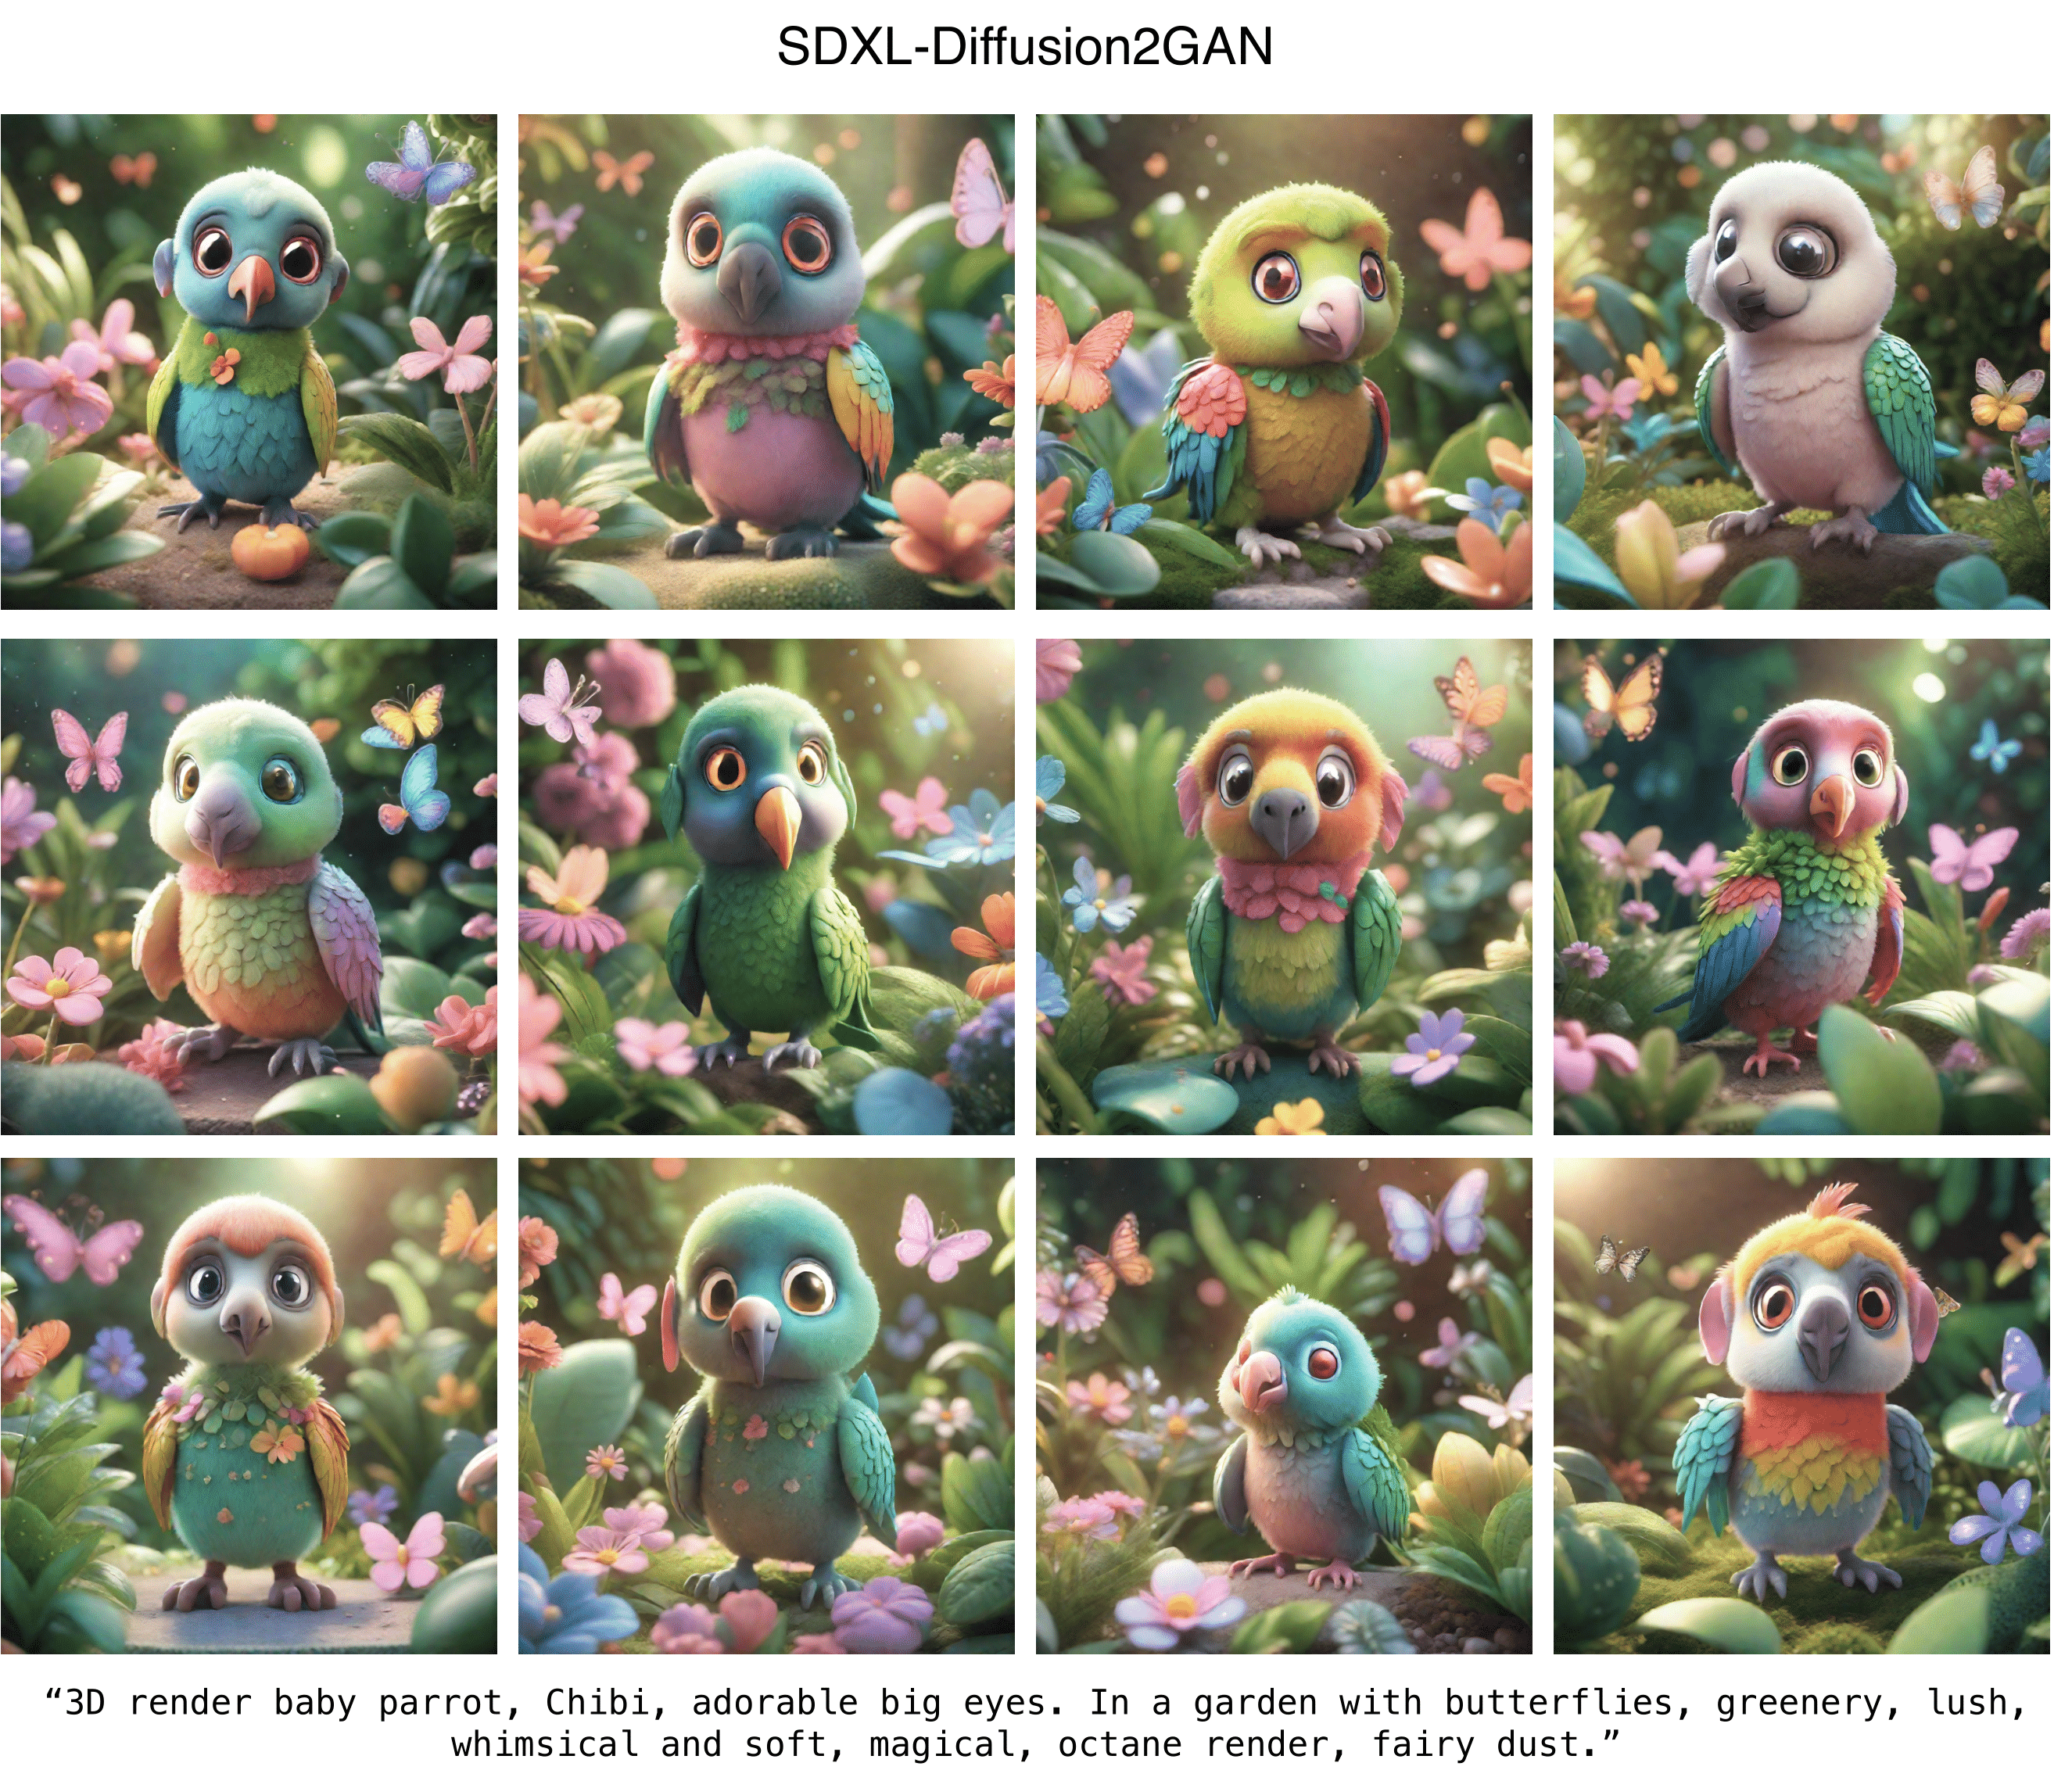 SDXL-Diffusion2GAN
“3D render baby parrot, Chibi, adorable big eyes. In a garden with butterflies, greenery, lush,
whimsical and soft, magical, octane render, fairy dust.”